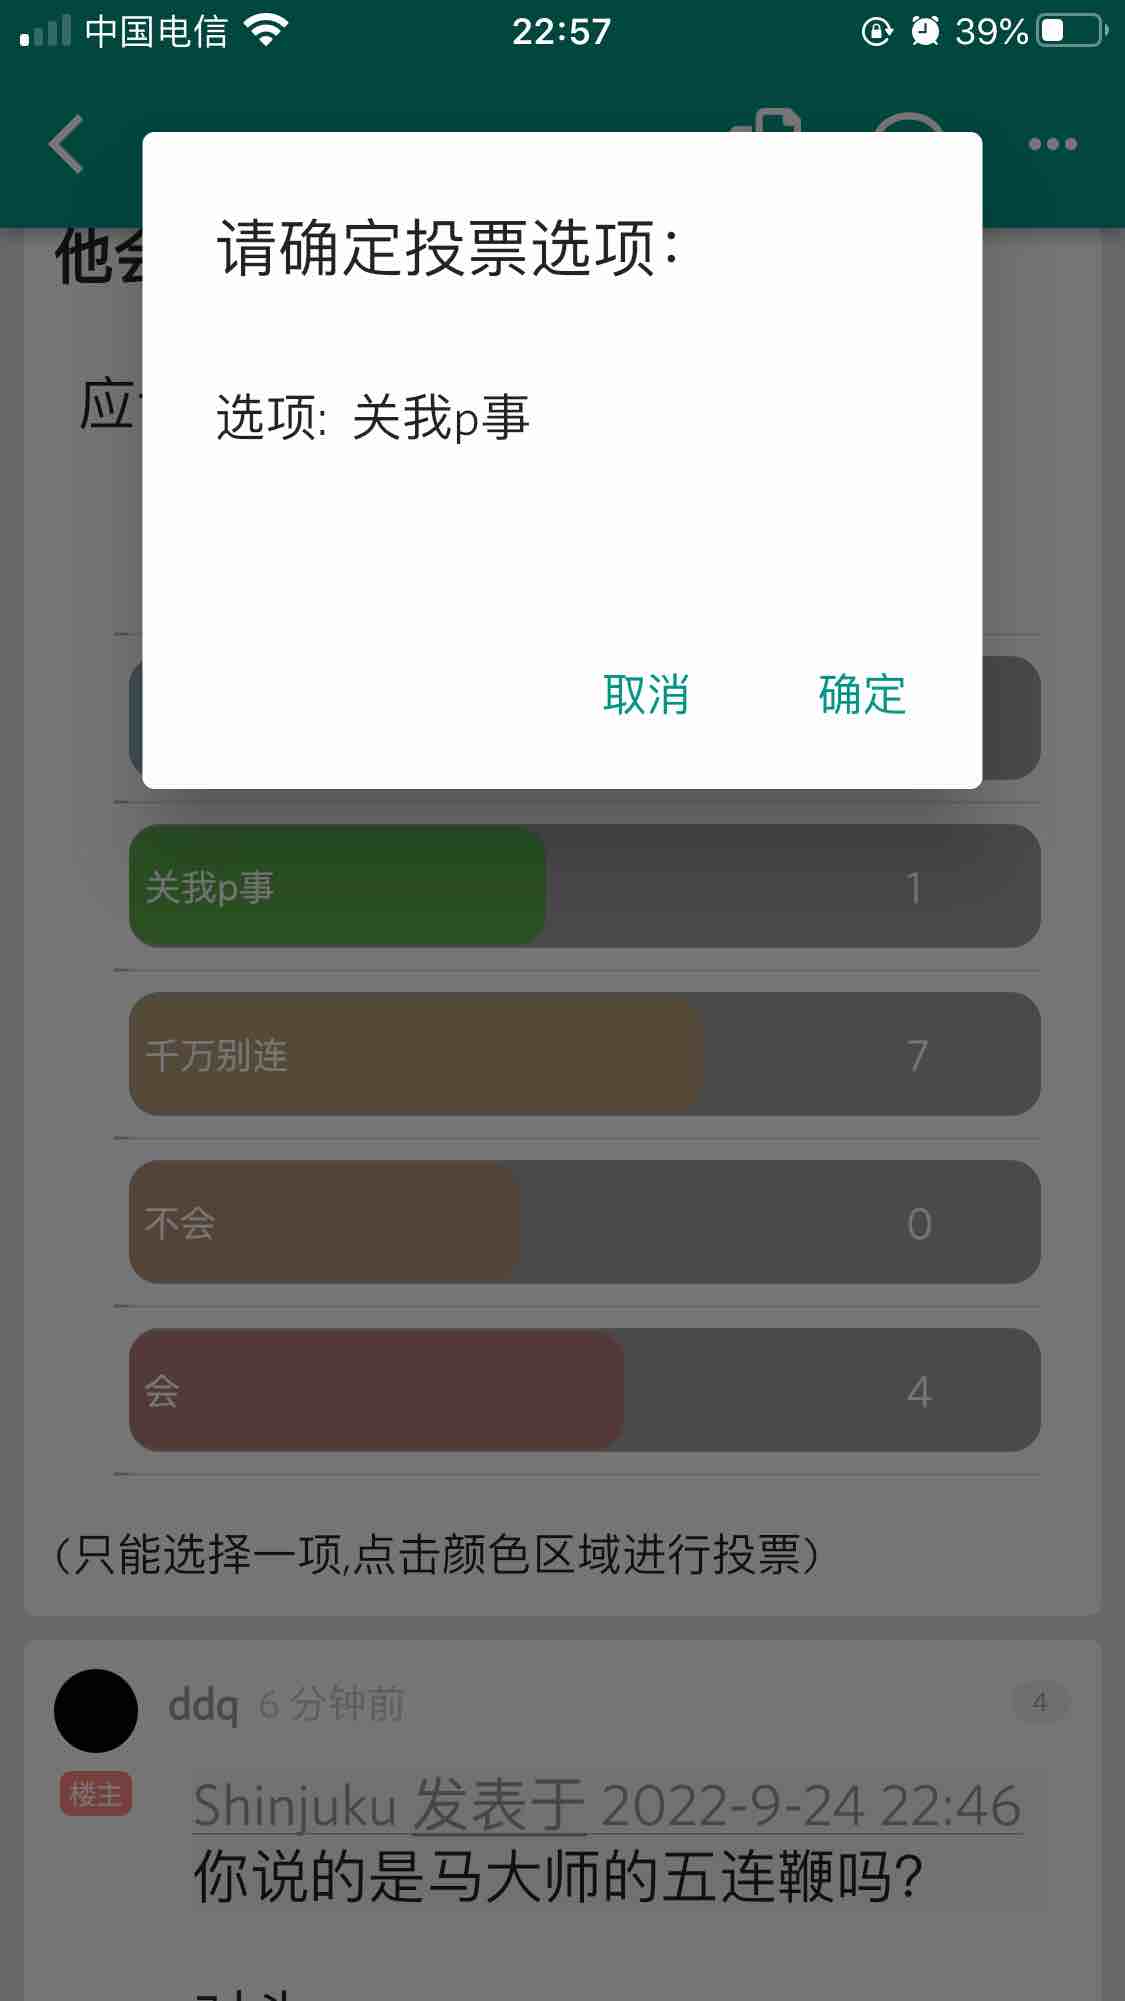 中国电信
22:57
39%
请确定投票选项：
选项: 关我p事
取消
确定
他
应
关我p事
1
千万别连
7
不会
0
会
4
(只能选择一项,点击颜色区域进行投票)
ddq 6 分钟前
4
楼主
Shinjuku 发表于 2022-9-24 22:46
你说的是马大师的五连鞭吗?